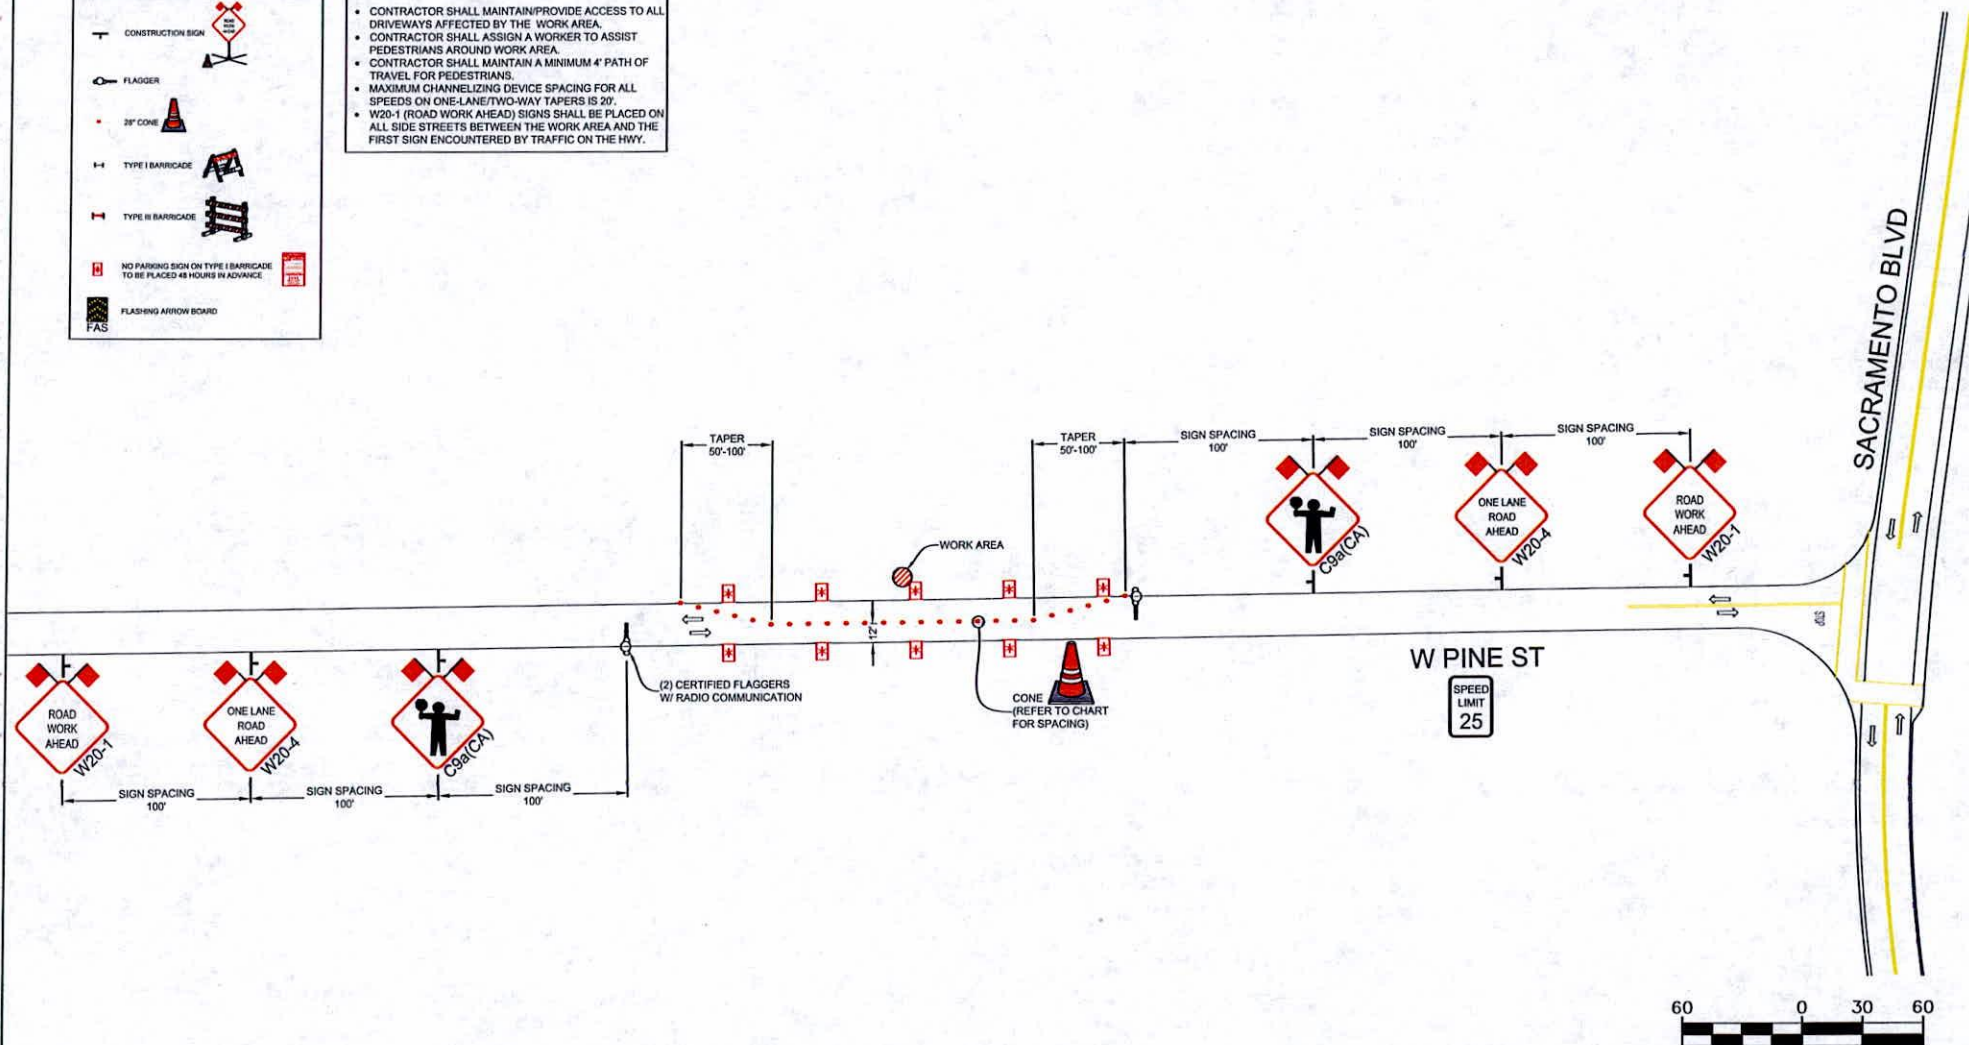 CONSTRUCTION SIGN
ROAD
WORK
AHEAD
FLAGGER
28" CONE
TYPE I BARRICADE
TYPE III BARRICADE
NO PARKING SIGN ON TYPE I BARRICADE
TO BE PLACED 48 HOURS IN ADVANCE
FLASHING ARROW BOARD
FAS
• CONTRACTOR SHALL MAINTAIN/PROVIDE ACCESS TO ALL
DRIVEWAYS AFFECTED BY THE WORK AREA.
• CONTRACTOR SHALL ASSIGN A WORKER TO ASSIST
PEDESTRIANS AROUND WORK AREA.
• CONTRACTOR SHALL MAINTAIN A MINIMUM 4' PATH OF
TRAVEL FOR PEDESTRIANS.
• MAXIMUM CHANNELIZING DEVICE SPACING FOR ALL
SPEEDS ON ONE-LANE/TWO-WAY TAPERS IS 20'.
• W20-1 (ROAD WORK AHEAD) SIGNS SHALL BE PLACED ON
ALL SIDE STREETS BETWEEN THE WORK AREA AND THE
FIRST SIGN ENCOUNTERED BY TRAFFIC ON THE HWY.
SACRAMENTO BLVD
TAPER
50'-100'
TAPER
50'-100'
SIGN SPACING
100'
SIGN SPACING
100'
SIGN SPACING
100'
C9a(CA)
ONE LANE
ROAD
AHEAD
W20-4
ROAD
WORK
AHEAD
W20-1
WORK AREA
12'
STOP
W PINE ST
SPEED
LIMIT
25
(2) CERTIFIED FLAGGERS
W/ RADIO COMMUNICATION
CONE
(REFER TO CHART
FOR SPACING)
ROAD
WORK
AHEAD
W20-1
ONE LANE
ROAD
AHEAD
W20-4
C9a(CA)
SIGN SPACING
100'
SIGN SPACING
100'
SIGN SPACING
100'
60 0 30 60